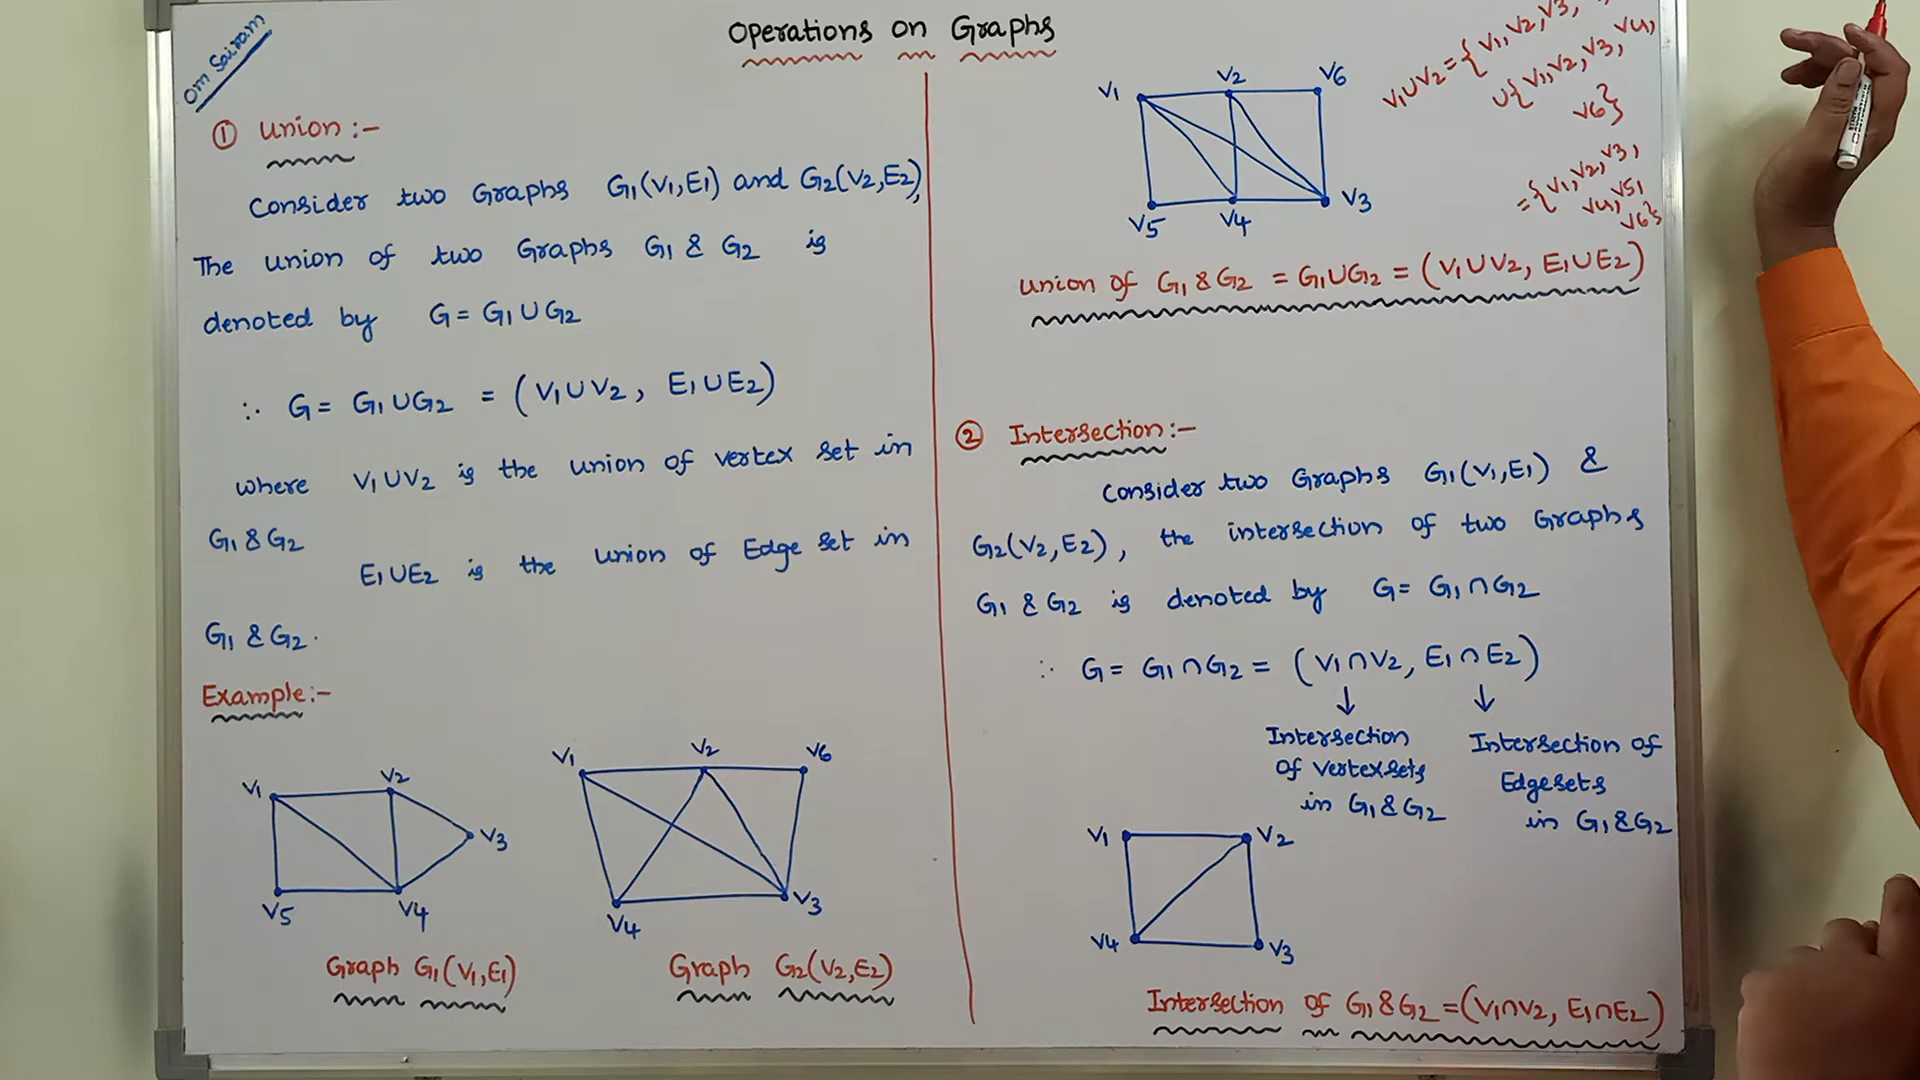 Om Sairam
Operations on Graphs
① Union :-
Consider two Graphs G1(V1,E1) and G2(V2,E2),
The union of two Graphs G1 & G2 is
denoted by G = G1 ∪ G2
∴ G = G1 ∪ G2 = (V1 ∪ V2, E1 ∪ E2)
where V1 ∪ V2 is the union of vertex set in
G1 & G2
E1 ∪ E2 is the union of Edge set in
G1 & G2.
Example :-
V1 V2 V3 V5 V4
Graph G1(V1,E1)
V1 V2 V6 V4 V3
Graph G2(V2,E2)
V1 V2 V6
V5 V4 V3
V1∪V2 = {V1, V2, V3,
∪{V1, V2, V3, V4,
V6}
= {V1, V2, V3,
V4, V5,
V6}
union of G1 & G2 = G1∪G2 = (V1 ∪ V2, E1 ∪ E2)
② Intersection :-
Consider two Graphs G1(V1,E1) &
G2(V2,E2), the intersection of two Graphs
G1 & G2 is denoted by G = G1 ∩ G2
∴ G = G1 ∩ G2 = (V1 ∩ V2, E1 ∩ E2)
↓ ↓
Intersection
of vertex sets
in G1 & G2
Intersection of
Edge sets
in G1 & G2
V1 V2
V4 V3
Intersection of G1 & G2 = (V1∩V2, E1∩E2)